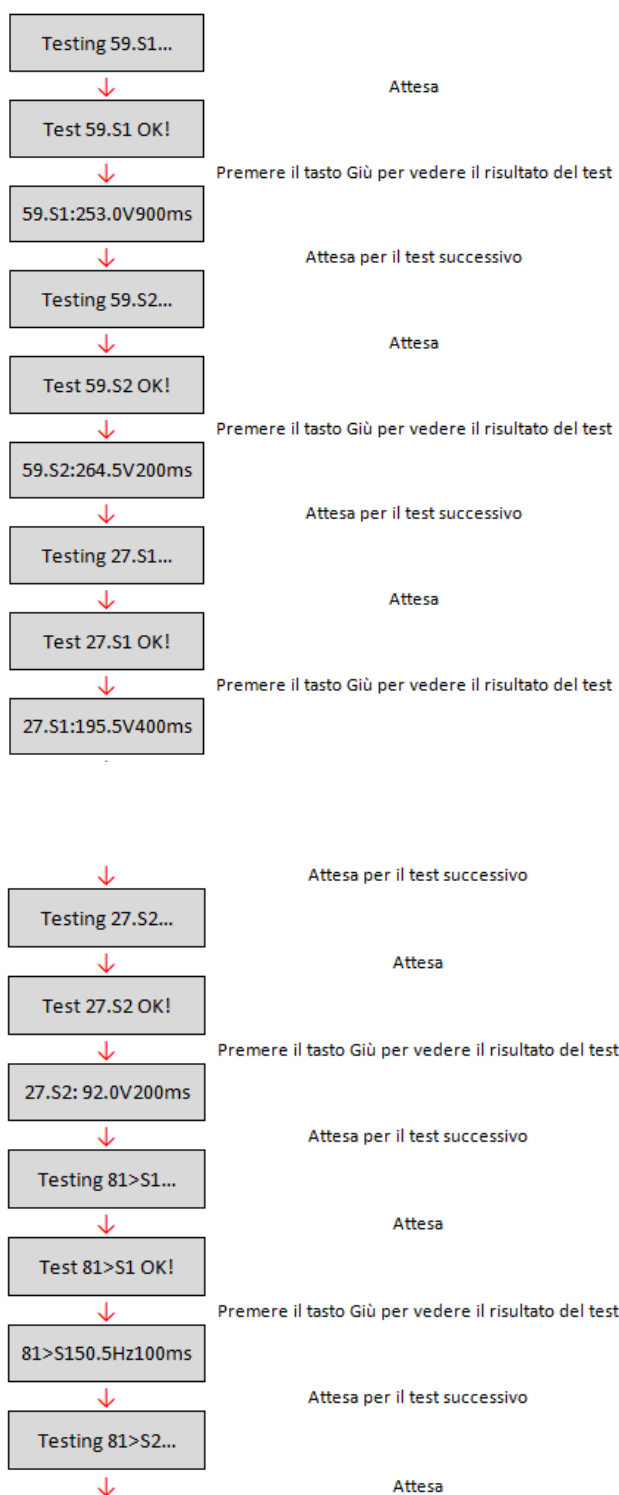 Testing 59.S1...
Attesa
Test 59.S1 OK!
Premere il tasto Giù per vedere il risultato del test
59.S1:253.0V900ms
Attesa per il test successivo
Testing 59.S2...
Attesa
Test 59.S2 OK!
Premere il tasto Giù per vedere il risultato del test
59.S2:264.5V200ms
Attesa per il test successivo
Testing 27.S1...
Attesa
Test 27.S1 OK!
Premere il tasto Giù per vedere il risultato del test
27.S1:195.5V400ms
Attesa per il test successivo
Testing 27.S2...
Attesa
Test 27.S2 OK!
Premere il tasto Giù per vedere il risultato del test
27.S2: 92.0V200ms
Attesa per il test successivo
Testing 81>S1...
Attesa
Test 81>S1 OK!
Premere il tasto Giù per vedere il risultato del test
81>S150.5Hz100ms
Attesa per il test successivo
Testing 81>S2...
Attesa